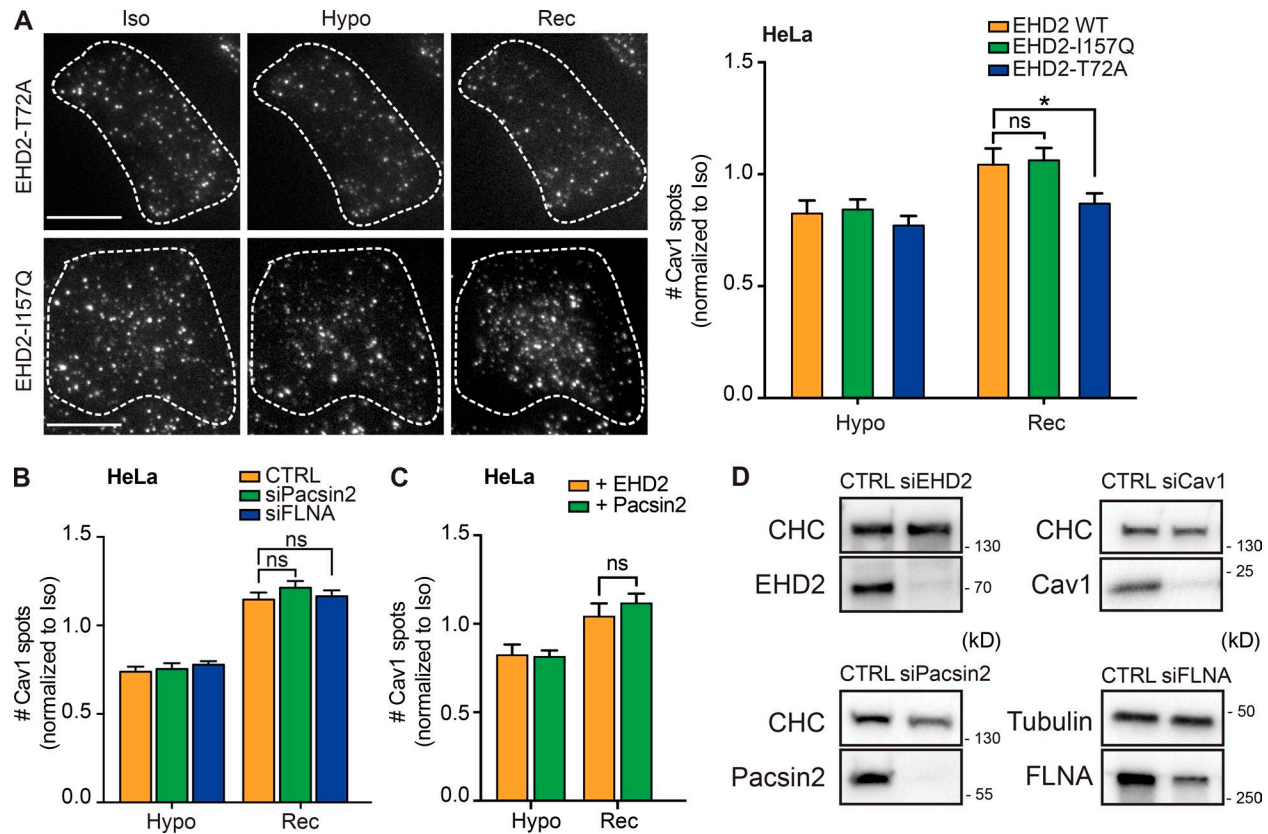 A
Iso
Hypo
Rec
EHD2-T72A
EHD2-I157Q
HeLa
EHD2 WT
EHD2-I157Q
EHD2-T72A
# Cav1 spots
(normalized to Iso)
1.5
1.0
0.5
0.0
ns
*
Hypo
Rec
B
HeLa
CTRL
siPacsin2
siFLNA
# Cav1 spots
(normalized to Iso)
1.5
1.0
0.5
0.0
ns
ns
Hypo
Rec
C
HeLa
+ EHD2
+ Pacsin2
# Cav1 spots
(normalized to Iso)
1.5
1.0
0.5
0.0
ns
Hypo
Rec
D
CTRL siEHD2
CHC
- 130
EHD2
- 70
(kD)
CTRL siCav1
CHC
- 130
- 25
Cav1
(kD)
CTRL siPacsin2
CHC
- 130
Pacsin2
- 55
CTRL siFLNA
Tubulin
- 50
FLNA
- 250